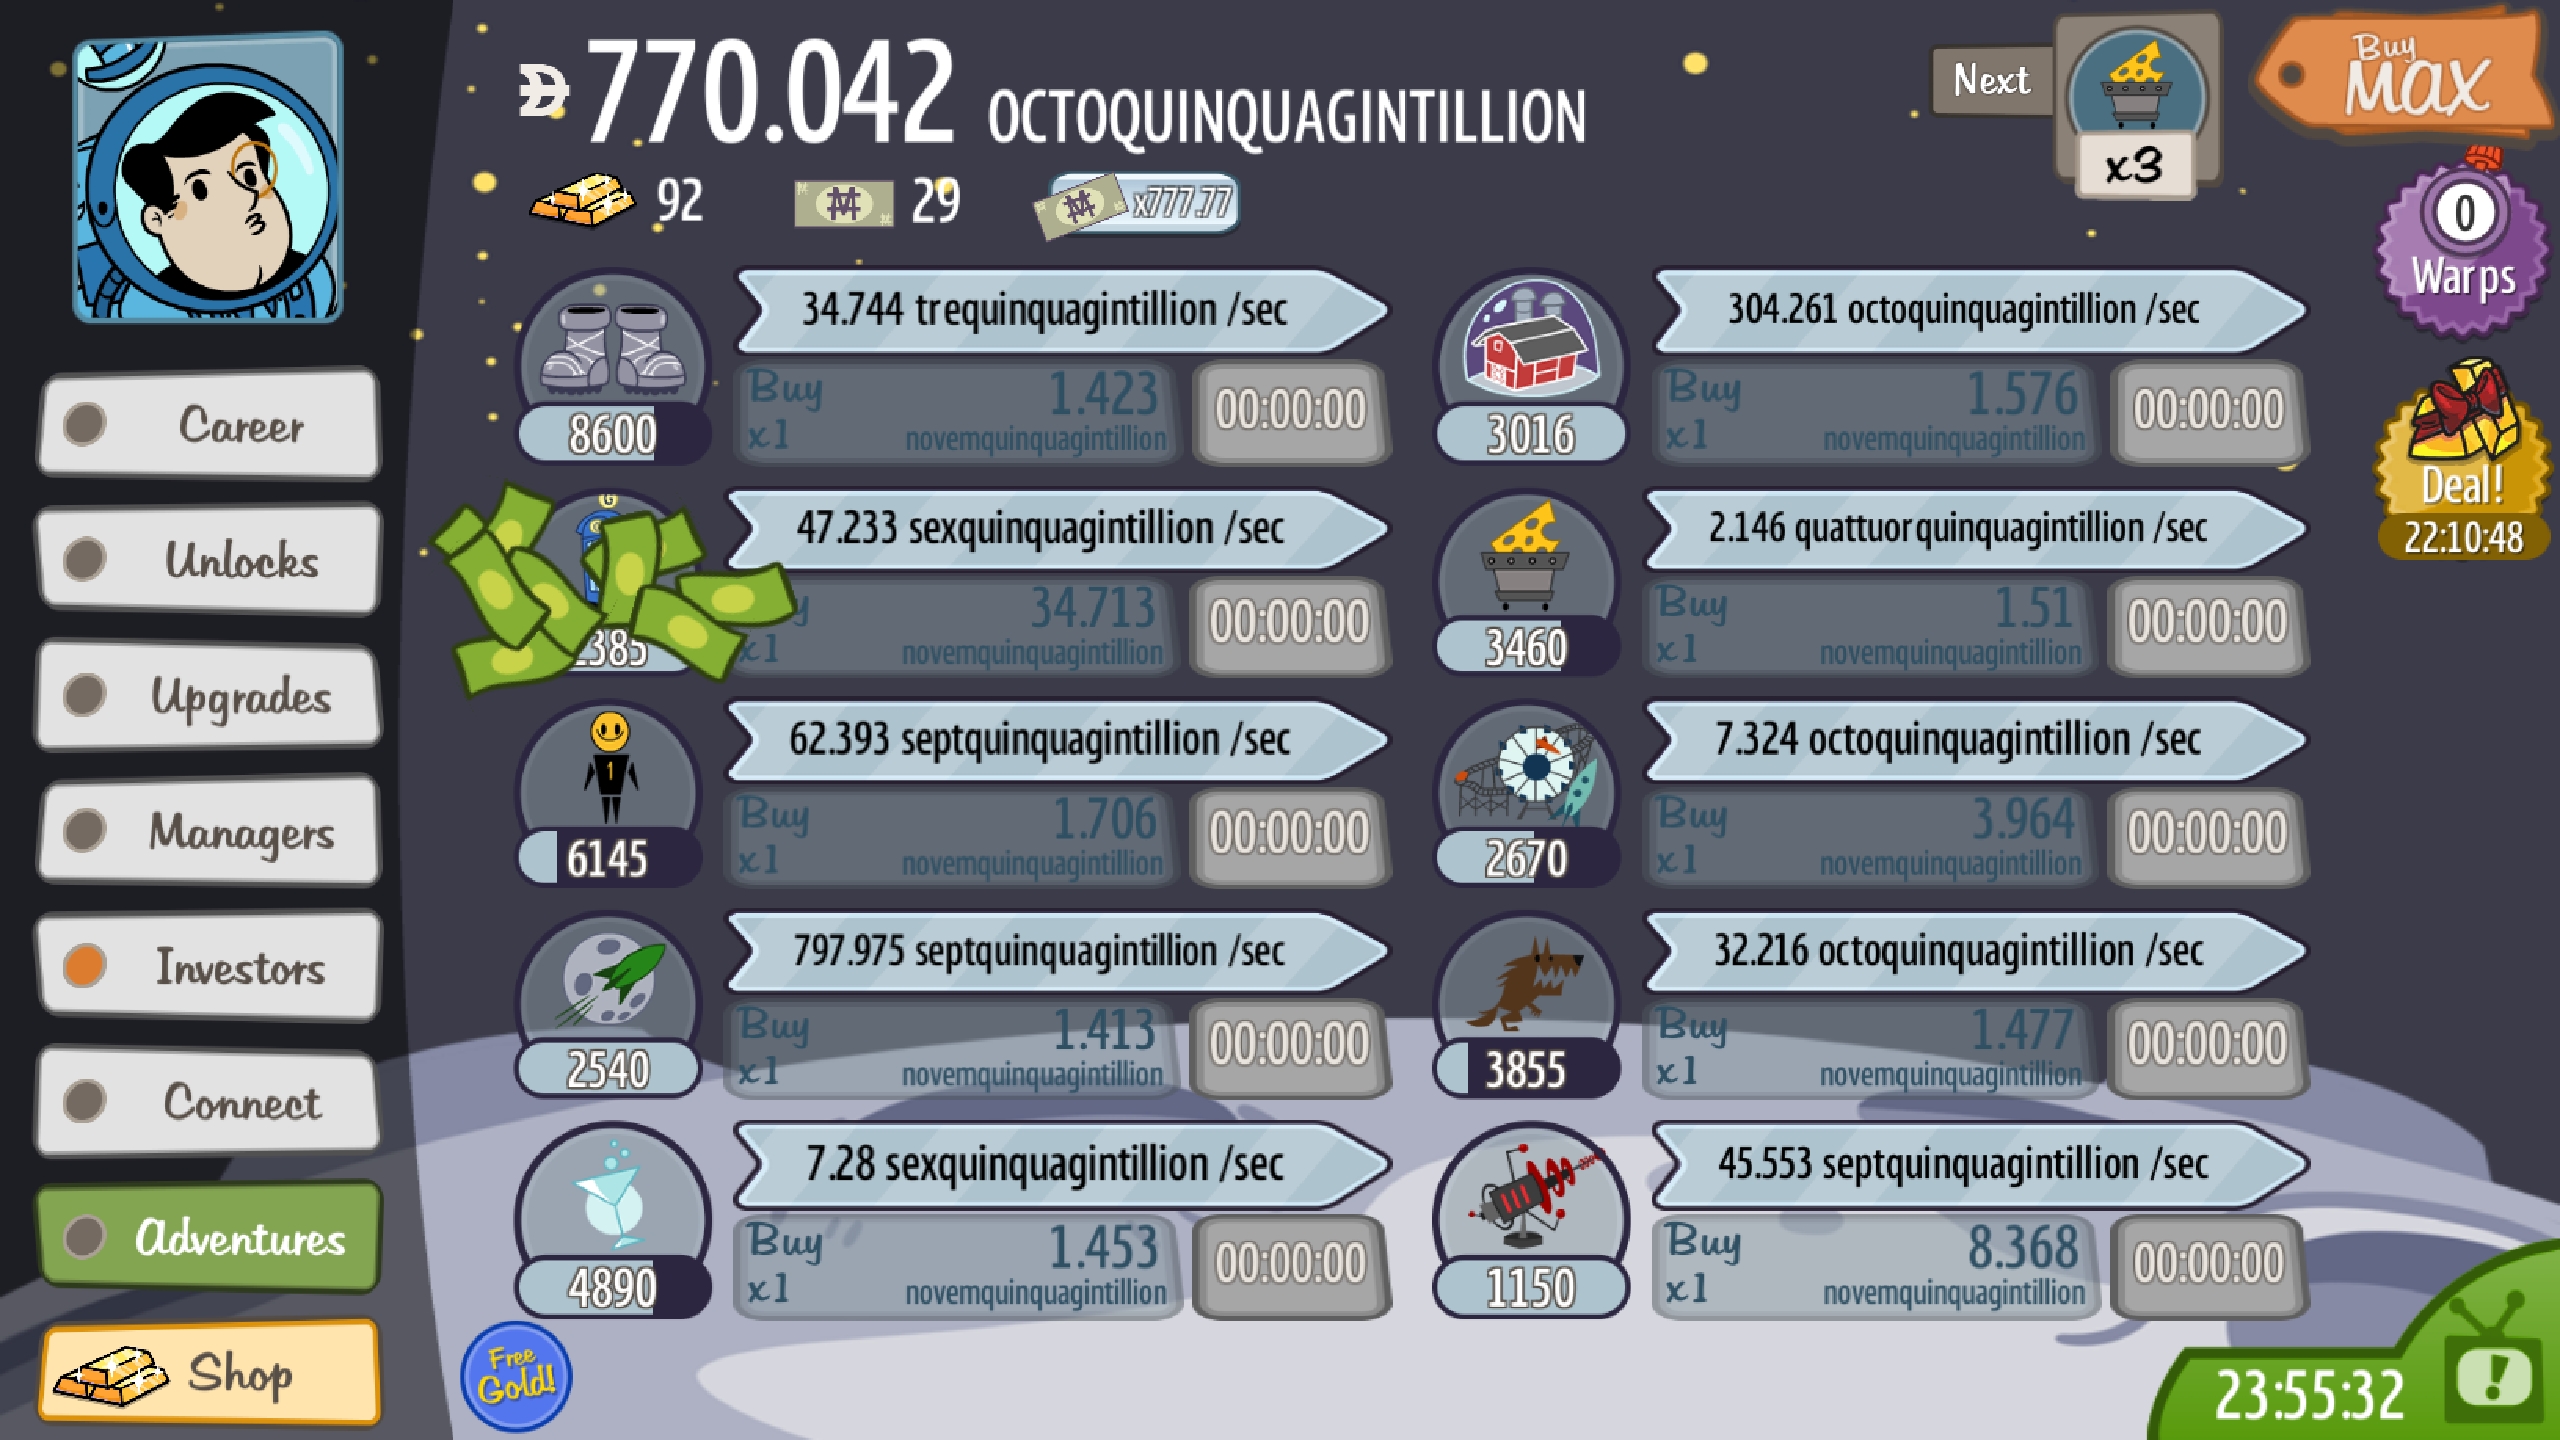 770.042 OCTOQUINQUAGINTILLION
92
29
x777.77
Next
x3
Buy
MAX
0
Warps
Deal!
22:10:48
Career
Unlocks
Upgrades
Managers
Investors
Connect
Adventures
Shop
34.744 trequinquagintillion /sec
Buy
x1
1.423
novemquinquagintillion
00:00:00
8600
304.261 octoquinquagintillion /sec
Buy
x1
1.576
novemquinquagintillion
00:00:00
3016
47.233 sexquinquagintillion /sec
x1
34.713
novemquinquagintillion
00:00:00
2.146 quattuorquinquagintillion /sec
Buy
x1
1.51
novemquinquagintillion
00:00:00
3460
62.393 septquinquagintillion /sec
1
Buy
x1
1.706
novemquinquagintillion
00:00:00
6145
7.324 octoquinquagintillion /sec
Buy
x1
3.964
novemquinquagintillion
00:00:00
2670
797.975 septquinquagintillion /sec
Buy
x1
1.413
novemquinquagintillion
00:00:00
2540
32.216 octoquinquagintillion /sec
Buy
x1
1.477
novemquinquagintillion
00:00:00
3855
7.28 sexquinquagintillion /sec
Buy
x1
1.453
novemquinquagintillion
00:00:00
4890
45.553 septquinquagintillion /sec
Buy
x1
8.368
novemquinquagintillion
00:00:00
1150
Free
Gold!
23:55:32
!